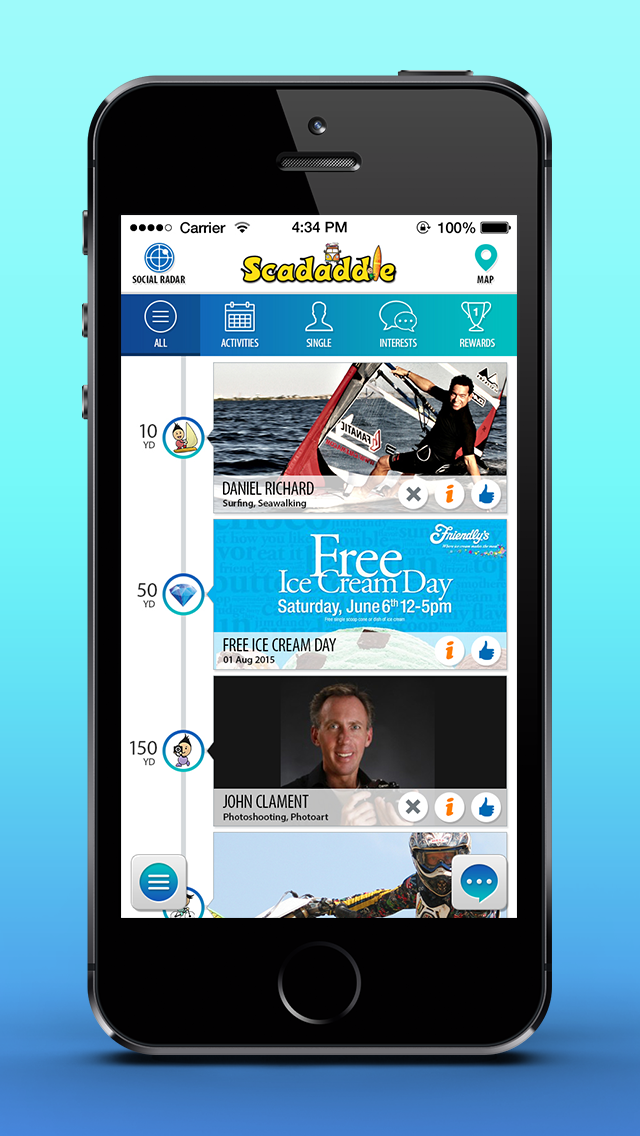 Carrier
4:34 PM
100%
SOCIAL RADAR
Scadaddle
MAP
ALL
ACTIVITIES
SINGLE
INTERESTS
1
REWARDS
10
YD
FANATIC
DANIEL RICHARD
Surfing, Seawalking
i
50
YD
Friendly's
Free
Ice Cream Day
Saturday, June 6th 12-5pm
Free single scoop cone or dish of ice cream
FREE ICE CREAM DAY
01 Aug 2015
i
150
YD
JOHN CLAMENT
Photoshooting, Photoart
i